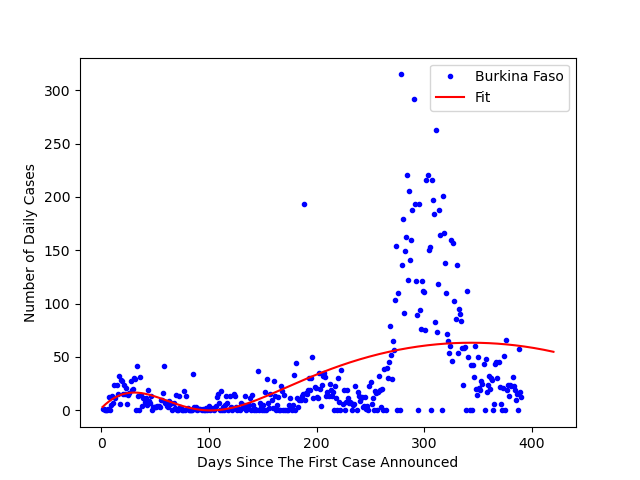 Burkina Faso
Fit
300
250
200
150
100
50
0
Number of Daily Cases
0 100 200 300 400
Days Since The First Case Announced